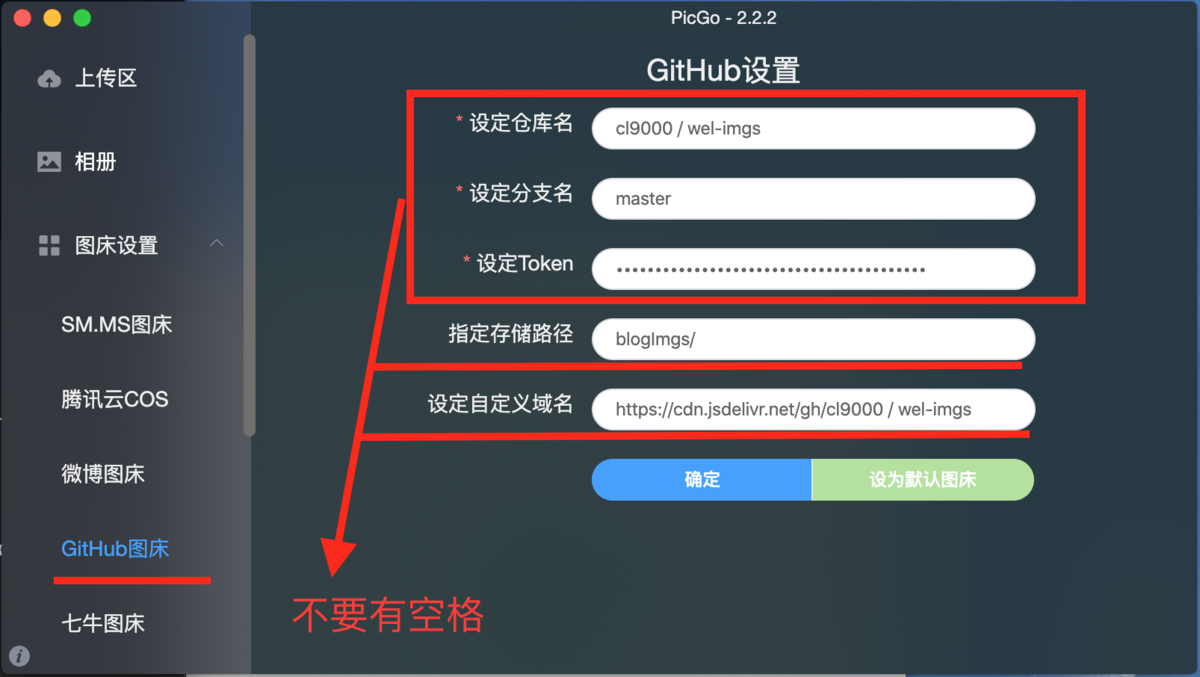 PicGo - 2.2.2
上传区
相册
图床设置
SM.MS图床
腾讯云COS
微博图床
GitHub图床
七牛图床
GitHub设置
* 设定仓库名 cl9000 / wel-imgs
* 设定分支名 master
* 设定Token ••••••••••••••••••••••••••••••••••••••••
指定存储路径 blogImgs/
设定自定义域名 https://cdn.jsdelivr.net/gh/cl9000 / wel-imgs
确定 设为默认图床
不要有空格